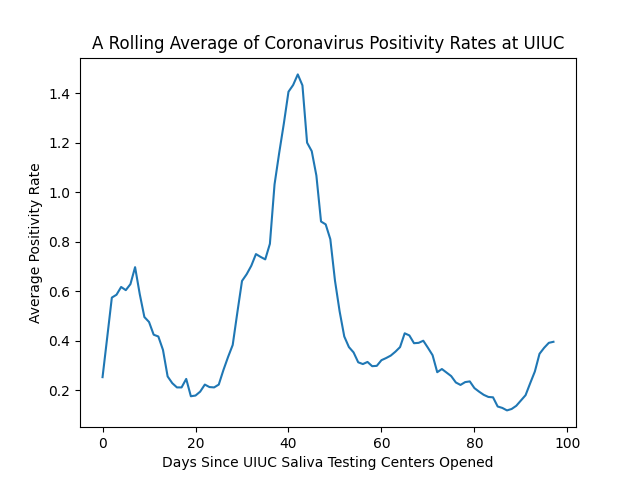 A Rolling Average of Coronavirus Positivity Rates at UIUC
1.4
1.2
1.0
0.8
0.6
0.4
0.2
Average Positivity Rate
0 20 40 60 80 100
Days Since UIUC Saliva Testing Centers Opened